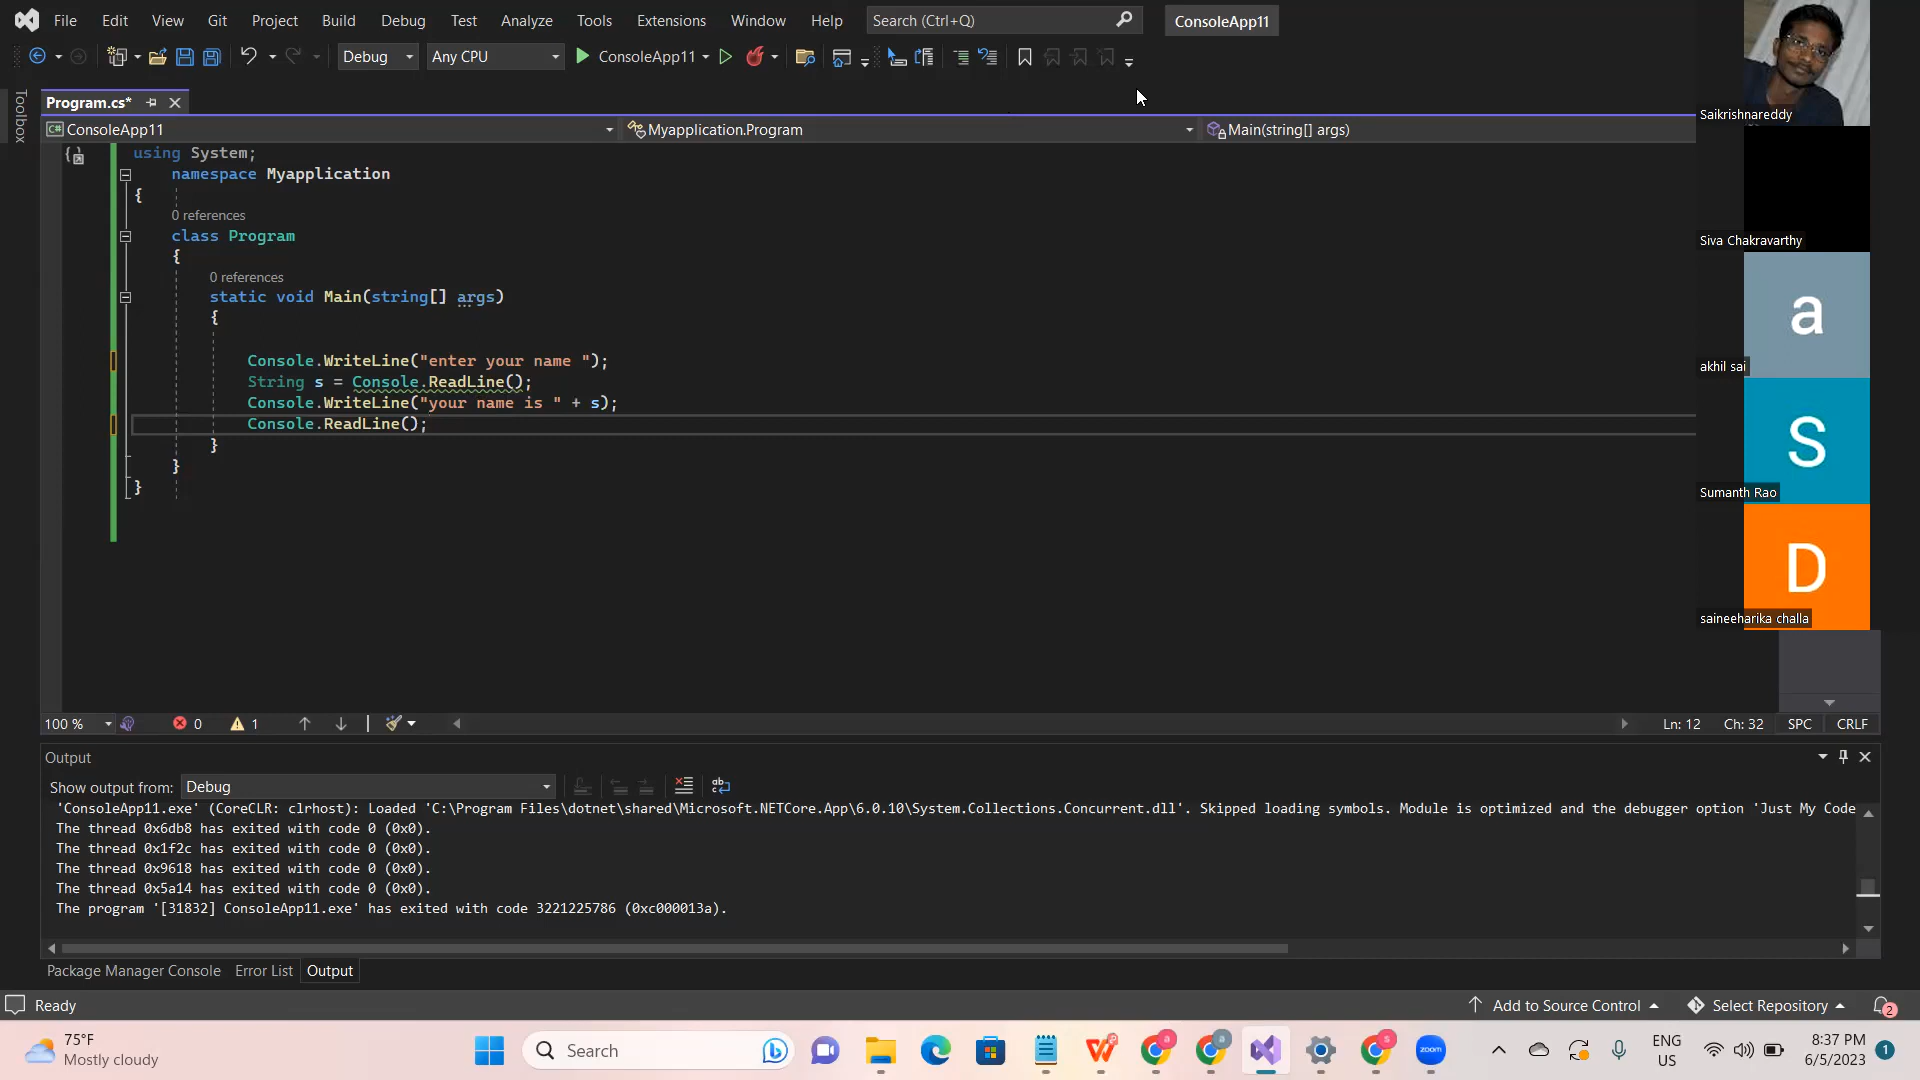 File Edit View Git Project Build Debug Test Analyze Tools Extensions Window Help Search (Ctrl+Q) ConsoleApp11
Debug Any CPU ConsoleApp11
Toolbox
Program.cs*
C# ConsoleApp11 Myapplication.Program Main(string[] args)
using System;
namespace Myapplication
{
0 references
class Program
{
0 references
static void Main(string[] args)
{
Console.WriteLine("enter your name ");
String s = Console.ReadLine();
Console.WriteLine("your name is " + s);
Console.ReadLine();
}
}
}
Saikrishnareddy
Siva Chakravarthy
a
akhil sai
S
Sumanth Rao
D
saineeharika challa
100 % 0 1 Ln: 12 Ch: 32 SPC CRLF
Output
Show output from: Debug
'ConsoleApp11.exe' (CoreCLR: clrhost): Loaded 'C:\Program Files\dotnet\shared\Microsoft.NETCore.App\6.0.10\System.Collections.Concurrent.dll'. Skipped loading symbols. Module is optimized and the debugger option 'Just My Code
The thread 0x6db8 has exited with code 0 (0x0).
The thread 0x1f2c has exited with code 0 (0x0).
The thread 0x9618 has exited with code 0 (0x0).
The thread 0x5a14 has exited with code 0 (0x0).
The program '[31832] ConsoleApp11.exe' has exited with code 3221225786 (0xc000013a).
Package Manager Console Error List Output
Ready Add to Source Control Select Repository 2
75°F
Mostly cloudy
Search
zoom
ENG
US
8:37 PM
6/5/2023
1